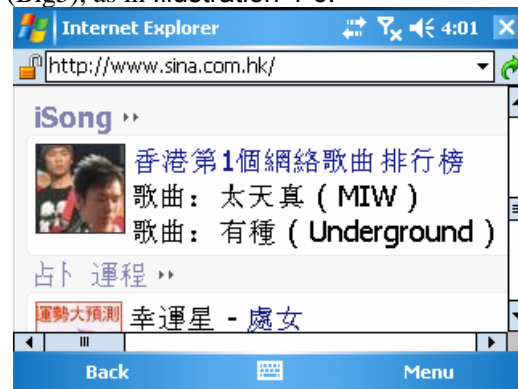 (Big5), as in Illustration 4-6.
Internet Explorer 4:01
http://www.sina.com.hk/
iSong
香港第1個網絡歌曲排行榜
歌曲： 太天真 ( MIW )
歌曲： 有種 ( Underground )
占卜 運程
運勢大預測
幸運星 - 處女
Back Menu